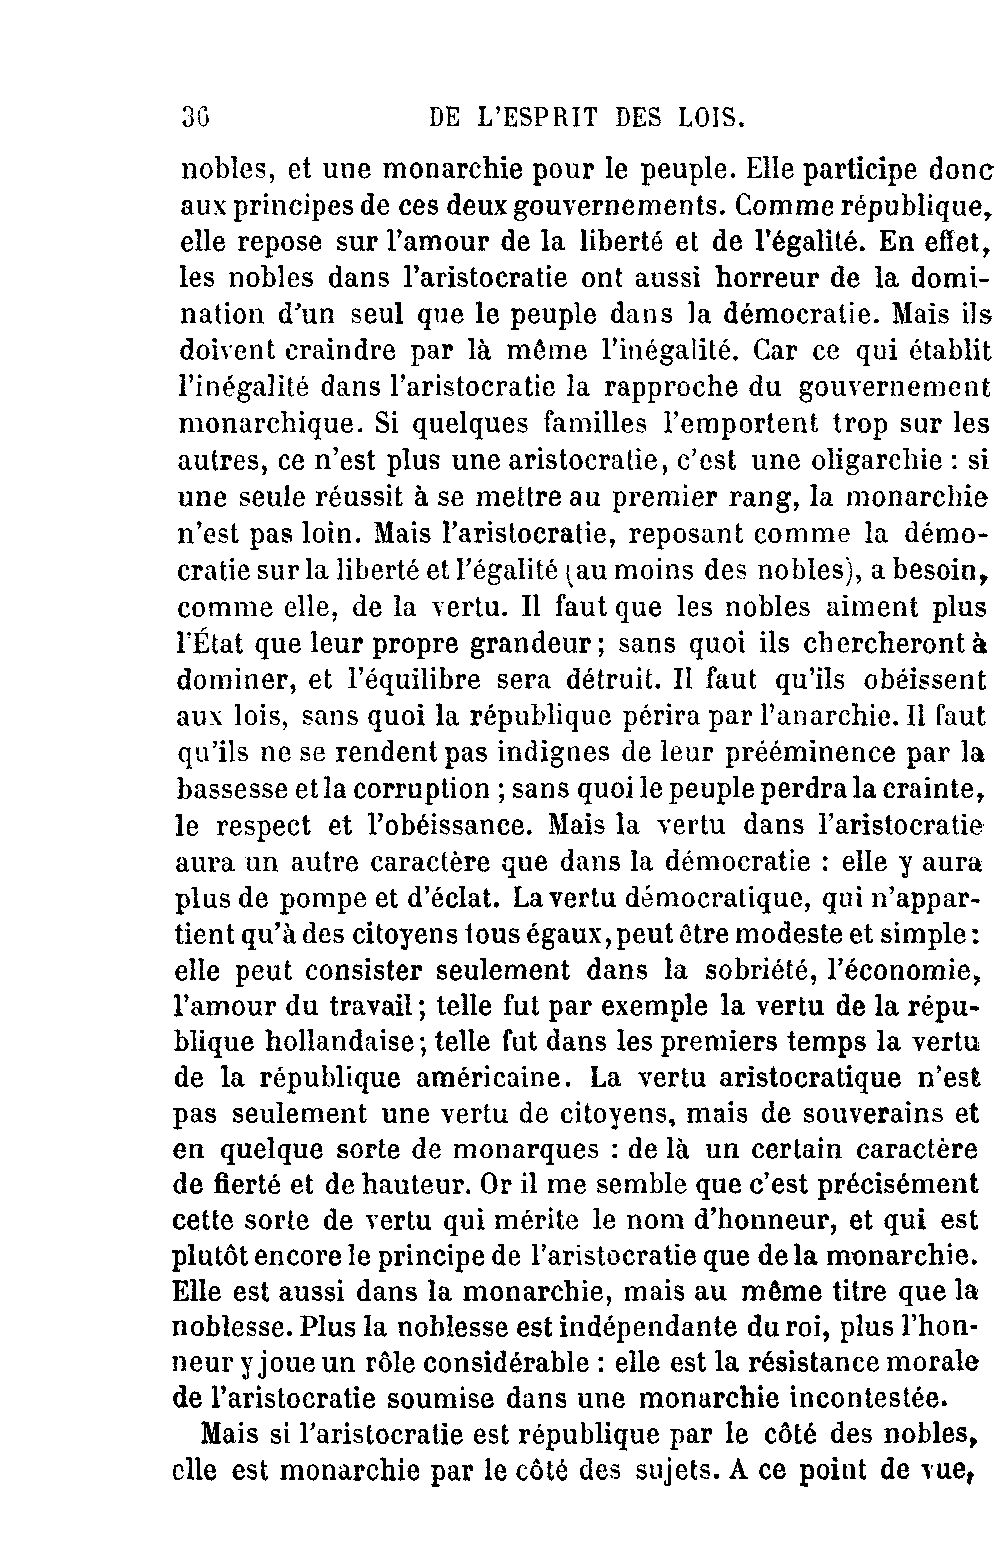 36 DE L'ESPRIT DES LOIS.
nobles, et une monarchie pour le peuple. Elle participe donc
aux principes de ces deux gouvernements. Comme république,
elle repose sur l'amour de la liberté et de l'égalité. En effet,
les nobles dans l'aristocratie ont aussi horreur de la domi-
nation d'un seul que le peuple dans la démocratie. Mais ils
doivent craindre par là même l'inégalité. Car ce qui établit
l'inégalité dans l'aristocratie la rapproche du gouvernement
monarchique. Si quelques familles l'emportent trop sur les
autres, ce n'est plus une aristocratie, c'est une oligarchie : si
une seule réussit à se mettre au premier rang, la monarchie
n'est pas loin. Mais l'aristocratie, reposant comme la démo-
cratie sur la liberté et l'égalité (au moins des nobles), a besoin,
comme elle, de la vertu. Il faut que les nobles aiment plus
l'État que leur propre grandeur ; sans quoi ils chercheront à
dominer, et l'équilibre sera détruit. Il faut qu'ils obéissent
aux lois, sans quoi la république périra par l'anarchie. Il faut
qu'ils ne se rendent pas indignes de leur prééminence par la
bassesse et la corruption ; sans quoi le peuple perdra la crainte,
le respect et l'obéissance. Mais la vertu dans l'aristocratie
aura un autre caractère que dans la démocratie : elle y aura
plus de pompe et d'éclat. La vertu démocratique, qui n'appar-
tient qu'à des citoyens tous égaux, peut être modeste et simple :
elle peut consister seulement dans la sobriété, l'économie,
l'amour du travail ; telle fut par exemple la vertu de la répu-
blique hollandaise ; telle fut dans les premiers temps la vertu
de la république américaine. La vertu aristocratique n'est
pas seulement une vertu de citoyens, mais de souverains et
en quelque sorte de monarques : de là un certain caractère
de fierté et de hauteur. Or il me semble que c'est précisément
cette sorte de vertu qui mérite le nom d'honneur, et qui est
plutôt encore le principe de l'aristocratie que de la monarchie.
Elle est aussi dans la monarchie, mais au même titre que la
noblesse. Plus la noblesse est indépendante du roi, plus l'hon-
neur y joue un rôle considérable : elle est la résistance morale
de l'aristocratie soumise dans une monarchie incontestée.
Mais si l'aristocratie est république par le côté des nobles,
elle est monarchie par le côté des sujets. A ce point de vue,